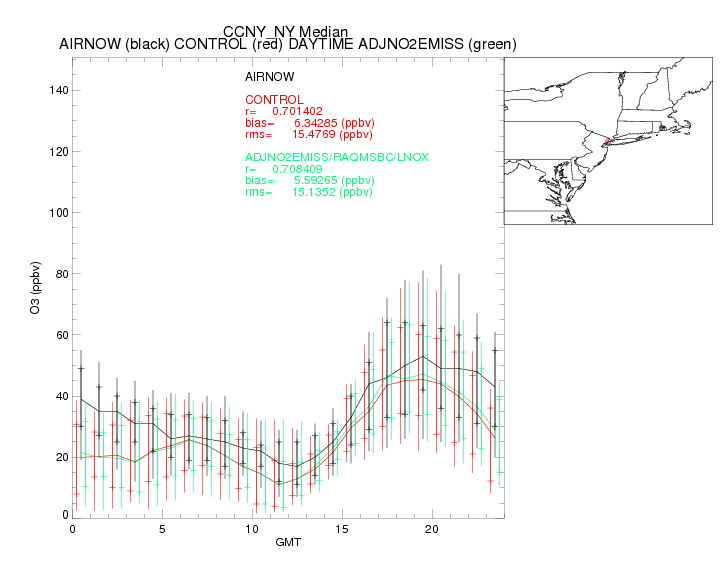 CCNY_NY Median
AIRNOW (black) CONTROL (red) DAYTIME ADJNO2EMISS (green)
AIRNOW
CONTROL
r= 0.701402
bias= 6.34285 (ppbv)
rms= 15.4769 (ppbv)
ADJNO2EMISS/RAQMSBC/LNOX
r= 0.708409
bias= 5.59265 (ppbv)
rms= 15.1352 (ppbv)
140
120
100
80
60
40
20
0
O3 (ppbv)
0 5 10 15 20
GMT